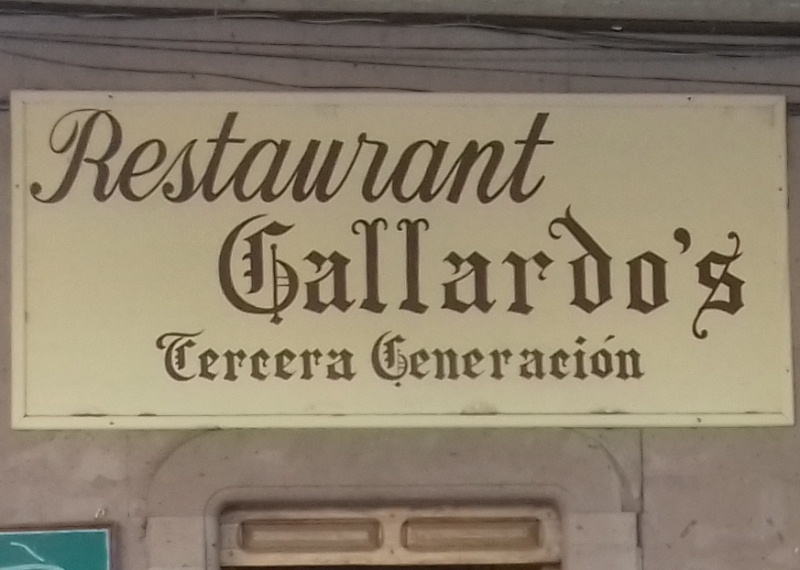 Restaurant
Gallardo's
Tercera Generación